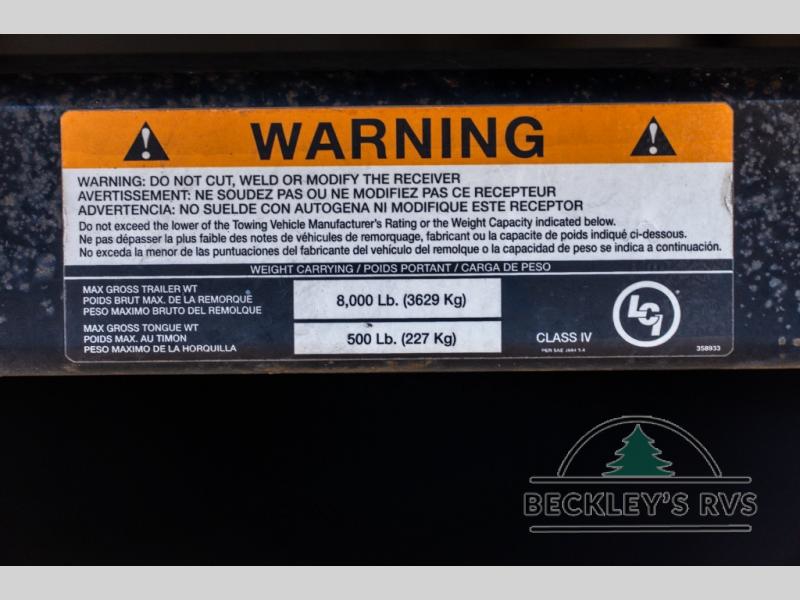 WARNING
WARNING: DO NOT CUT, WELD OR MODIFY THE RECEIVER
AVERTISSEMENT: NE SOUDEZ PAS OU NE MODIFIEZ PAS CE RECEPTEUR
ADVERTENCIA: NO SUELDE CON AUTOGENA NI MODIFIQUE ESTE RECEPTOR
Do not exceed the lower of the Towing Vehicle Manufacturer's Rating or the Weight Capacity indicated below.
Ne pas dépasser la plus faible des notes de véhicules de remorquage, fabricant ou la capacite de poids indiqué ci-dessous.
No exceda la menor de las puntuaciones del fabricante del vehículo del remolque o la capacidad de peso se indica a continuación.
WEIGHT CARRYING / POIDS PORTANT / CARGA DE PESO
MAX GROSS TRAILER WT
POIDS BRUT MAX. DE LA REMORQUE
PESO MAXIMO BRUTO DEL REMOLQUE
8,000 Lb. (3629 Kg)
MAX GROSS TONGUE WT
POIDS MAX. AU TIMON
PESO MAXIMO DE LA HORQUILLA
500 Lb. (227 Kg)
CLASS IV
PER SAE
LCI
358933
BECKLEY'S RVS